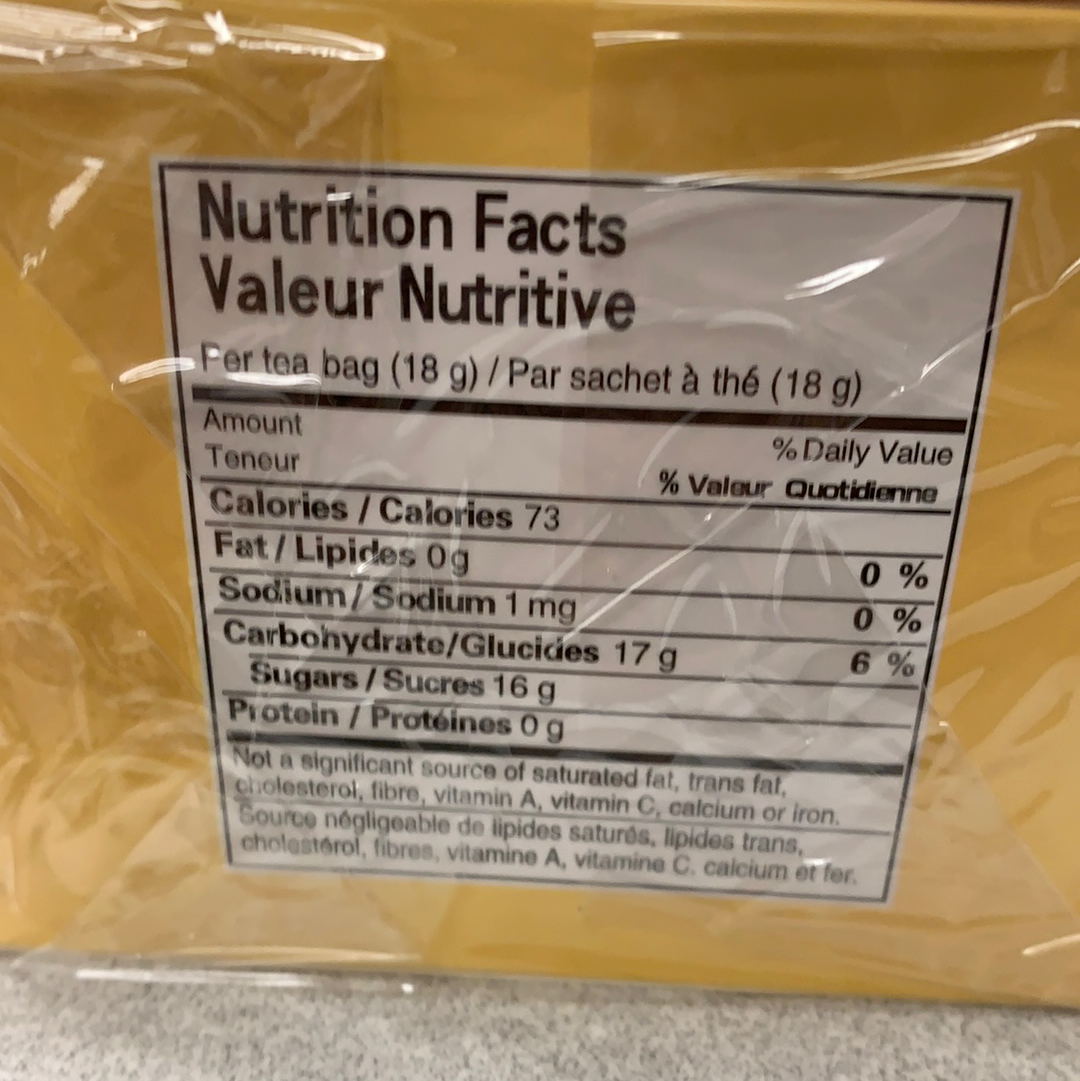 Nutrition Facts
Valeur Nutritive
Per tea bag (18 g) / Par sachet à thé (18 g)
Amount
% Daily Value
Teneur
% Valeur Quotidienne
Calories / Calories 73
Fat / Lipides 0g 0 %
Sodium / Sodium 1 mg 0 %
Carbohydrate/Glucides 17 g 6 %
Sugars / Sucres 16 g
Protein / Protéines 0 g
Not a significant source of saturated fat, trans fat,
cholesterol, fibre, vitamin A, vitamin C, calcium or iron.
Source négligeable de lipides saturés, lipides trans,
cholestérol, fibres, vitamine A, vitamine C. calcium et fer.